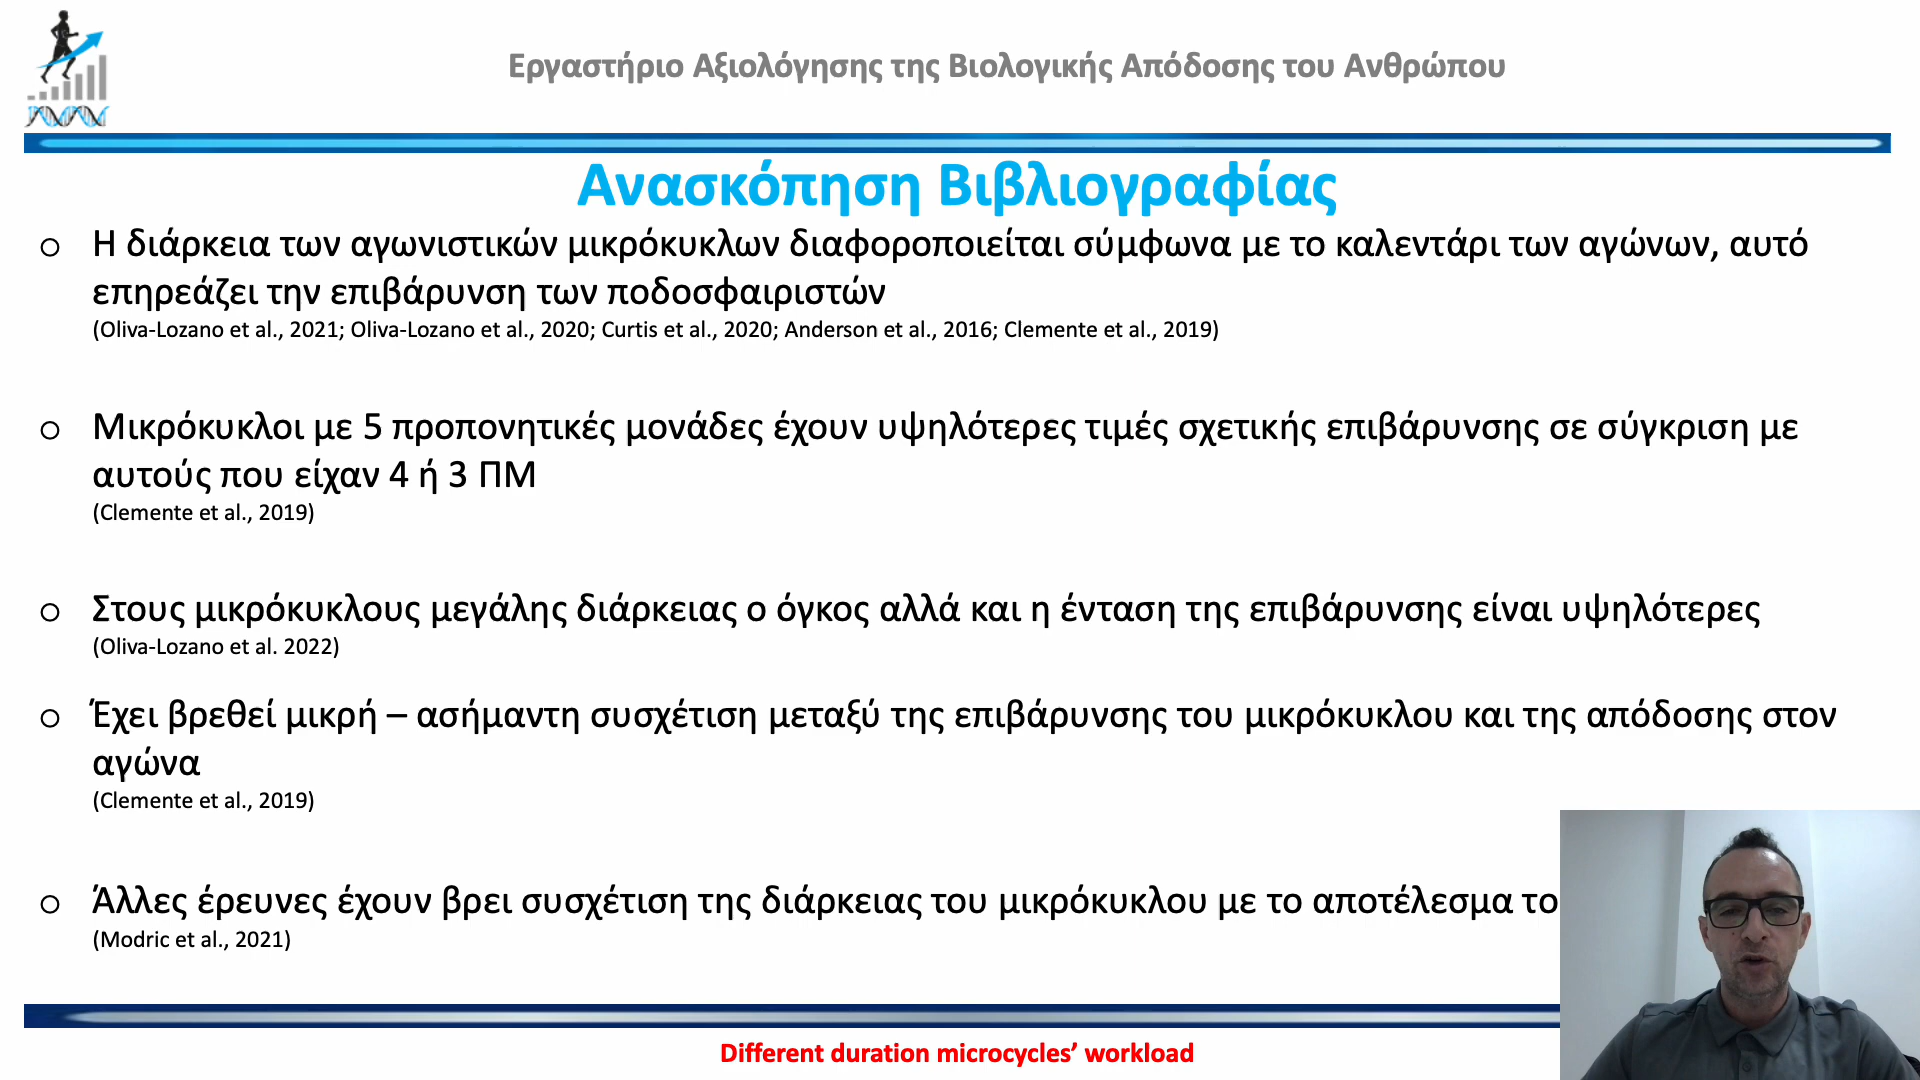 Εργαστήριο Αξιολόγησης της Βιολογικής Απόδοσης του Ανθρώπου
Ανασκόπηση Βιβλιογραφίας
o Η διάρκεια των αγωνιστικών μικρόκυκλων διαφοροποιείται σύμφωνα με το καλεντάρι των αγώνων, αυτό
επηρεάζει την επιβάρυνση των ποδοσφαιριστών
(Oliva-Lozano et al., 2021; Oliva-Lozano et al., 2020; Curtis et al., 2020; Anderson et al., 2016; Clemente et al., 2019)
o Μικρόκυκλοι με 5 προπονητικές μονάδες έχουν υψηλότερες τιμές σχετικής επιβάρυνσης σε σύγκριση με
αυτούς που είχαν 4 ή 3 ΠΜ
(Clemente et al., 2019)
o Στους μικρόκυκλους μεγάλης διάρκειας ο όγκος αλλά και η ένταση της επιβάρυνσης είναι υψηλότερες
(Oliva-Lozano et al. 2022)
o Έχει βρεθεί μικρή – ασήμαντη συσχέτιση μεταξύ της επιβάρυνσης του μικρόκυκλου και της απόδοσης στον
αγώνα
(Clemente et al., 2019)
o Άλλες έρευνες έχουν βρει συσχέτιση της διάρκειας του μικρόκυκλου με το αποτέλεσμα το
(Modric et al., 2021)
Different duration microcycles' workload